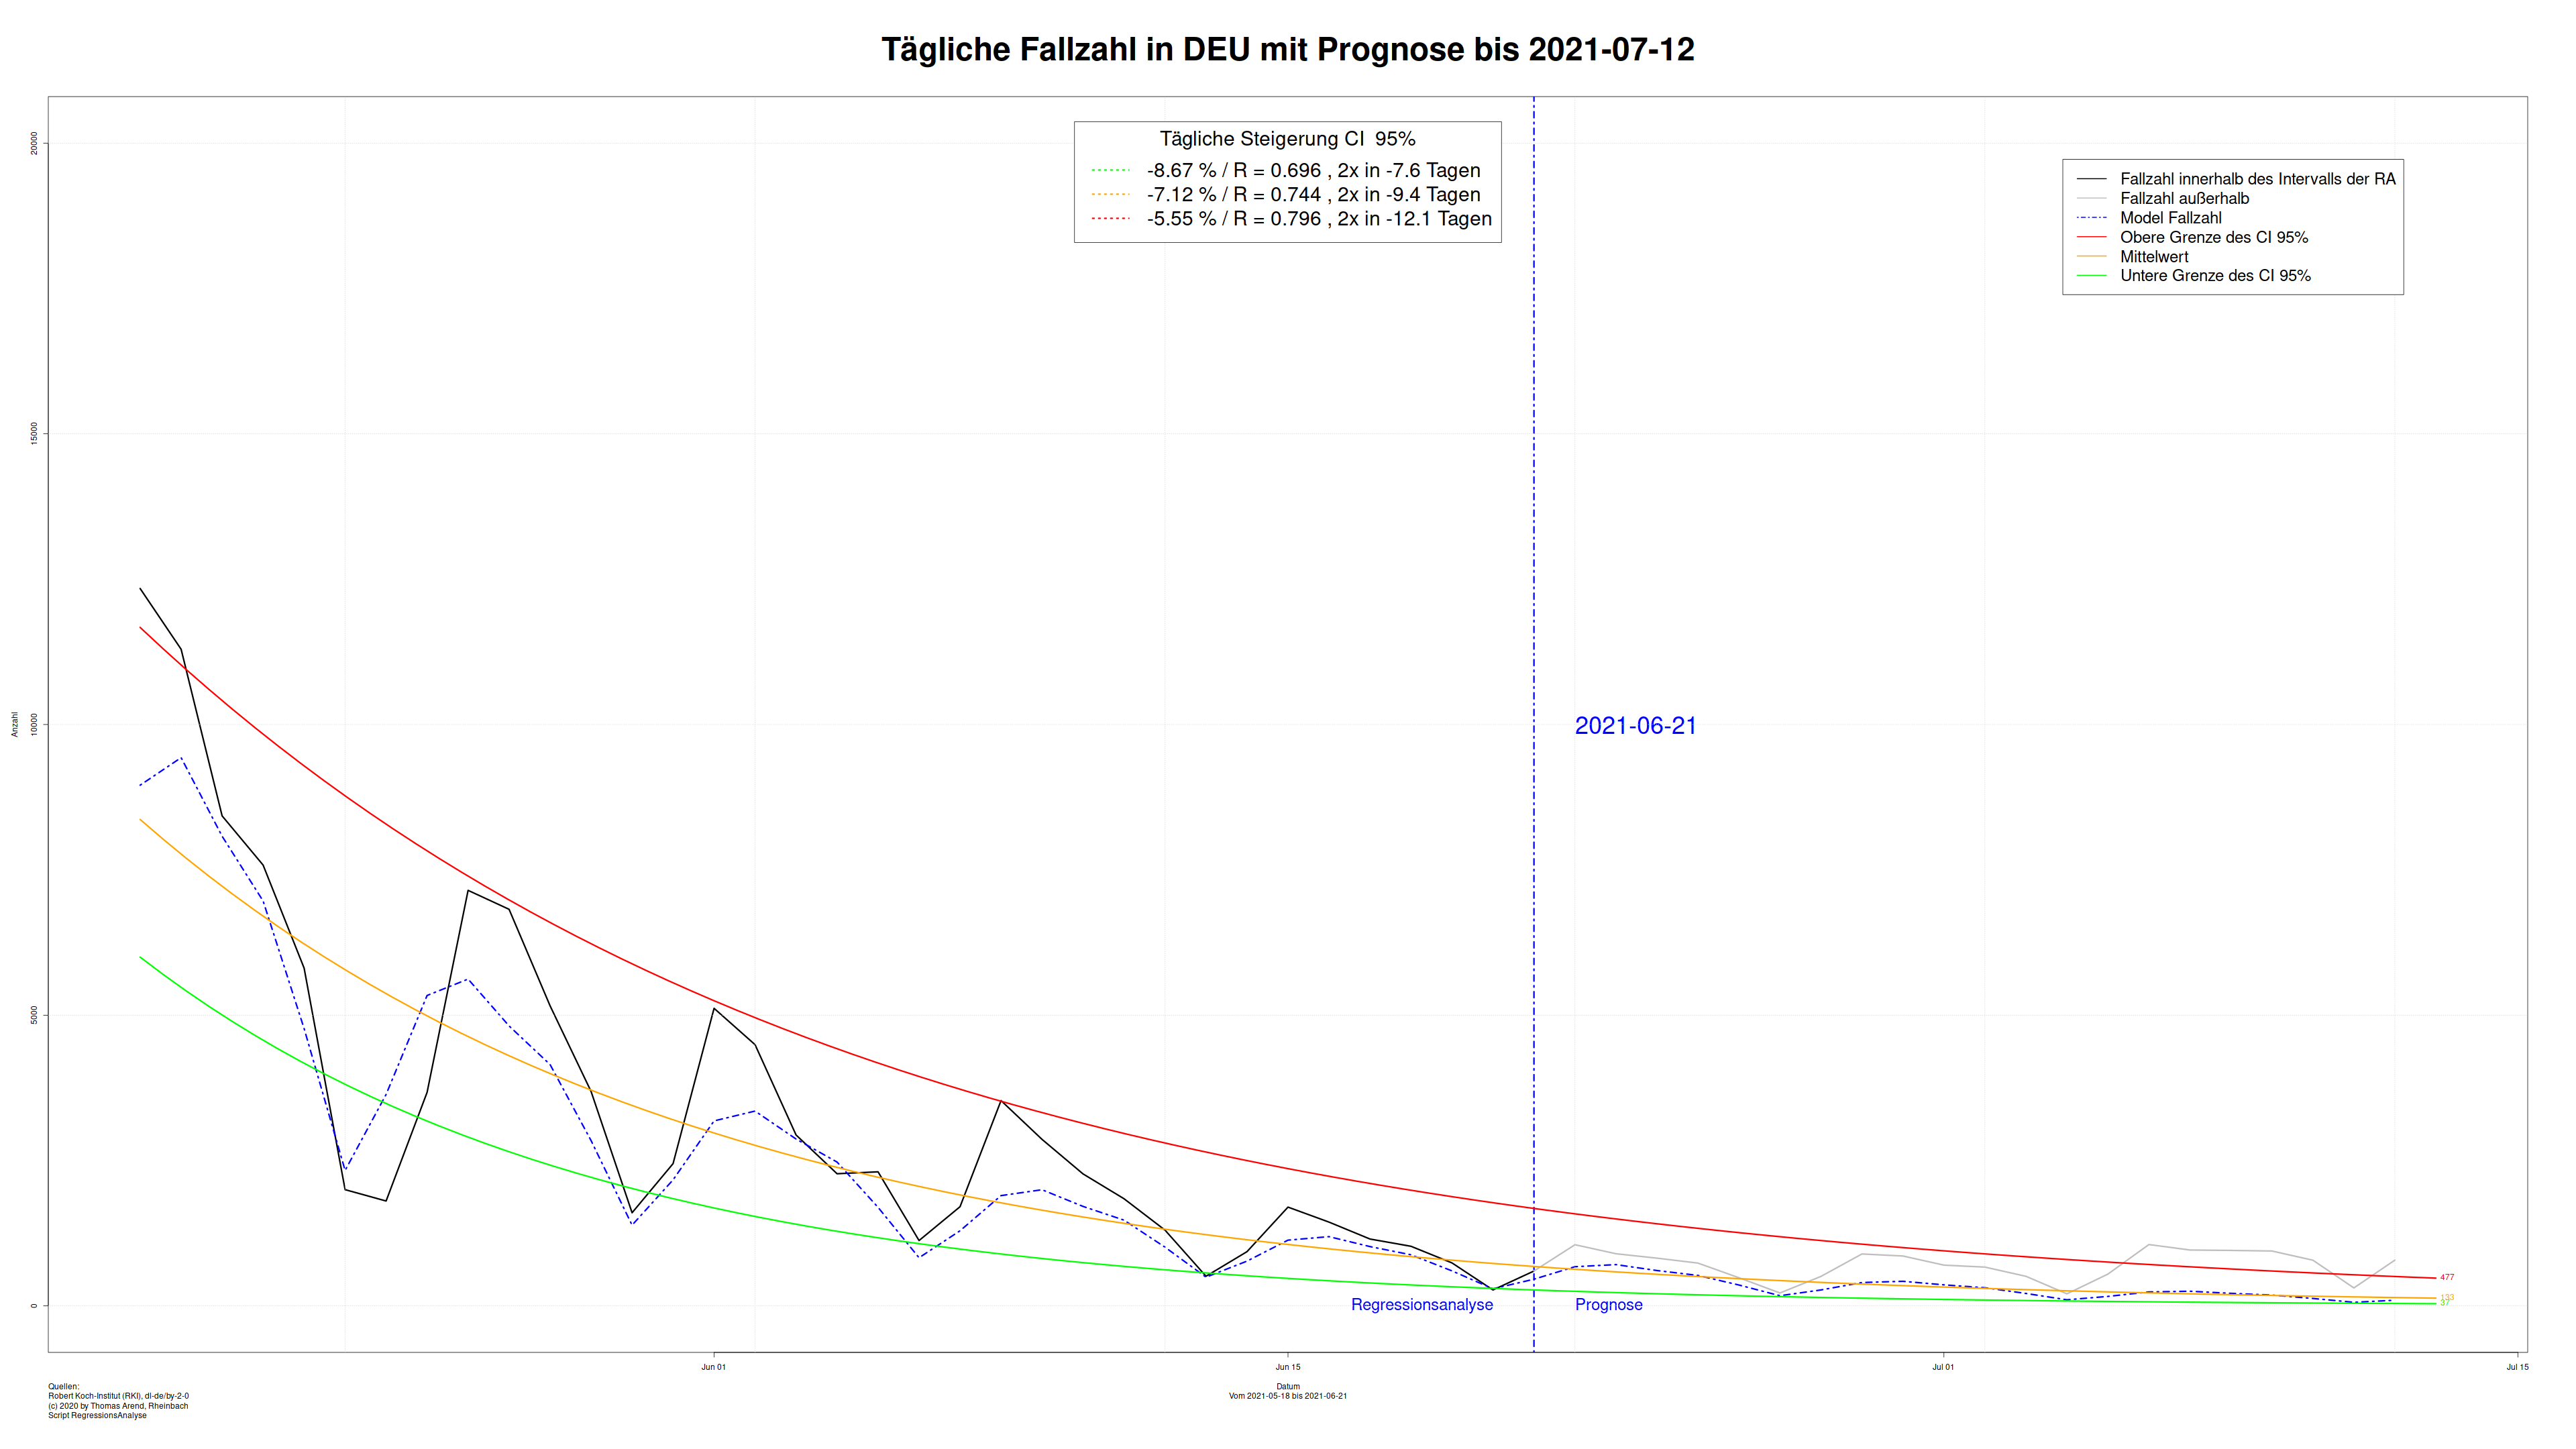 Tägliche Fallzahl in DEU mit Prognose bis 2021-07-12
Tägliche Steigerung CI  95%
-8.67 % / R = 0.696 , 2x in -7.6 Tagen
-7.12 % / R = 0.744 , 2x in -9.4 Tagen
-5.55 % / R = 0.796 , 2x in -12.1 Tagen
Fallzahl innerhalb des Intervalls der RA
Fallzahl außerhalb
Model Fallzahl
Obere Grenze des CI 95%
Mittelwert
Untere Grenze des CI 95%
20000
15000
10000
5000
0
Anzahl
2021-06-21
Regressionsanalyse
Prognose
477
133
37
Jun 01
Jun 15
Jul 01
Jul 15
Datum
Vom 2021-05-18 bis 2021-06-21
Quellen:
Robert Koch-Institut (RKI), dl-de/by-2-0
(c) 2020 by Thomas Arend, Rheinbach
Script RegressionsAnalyse